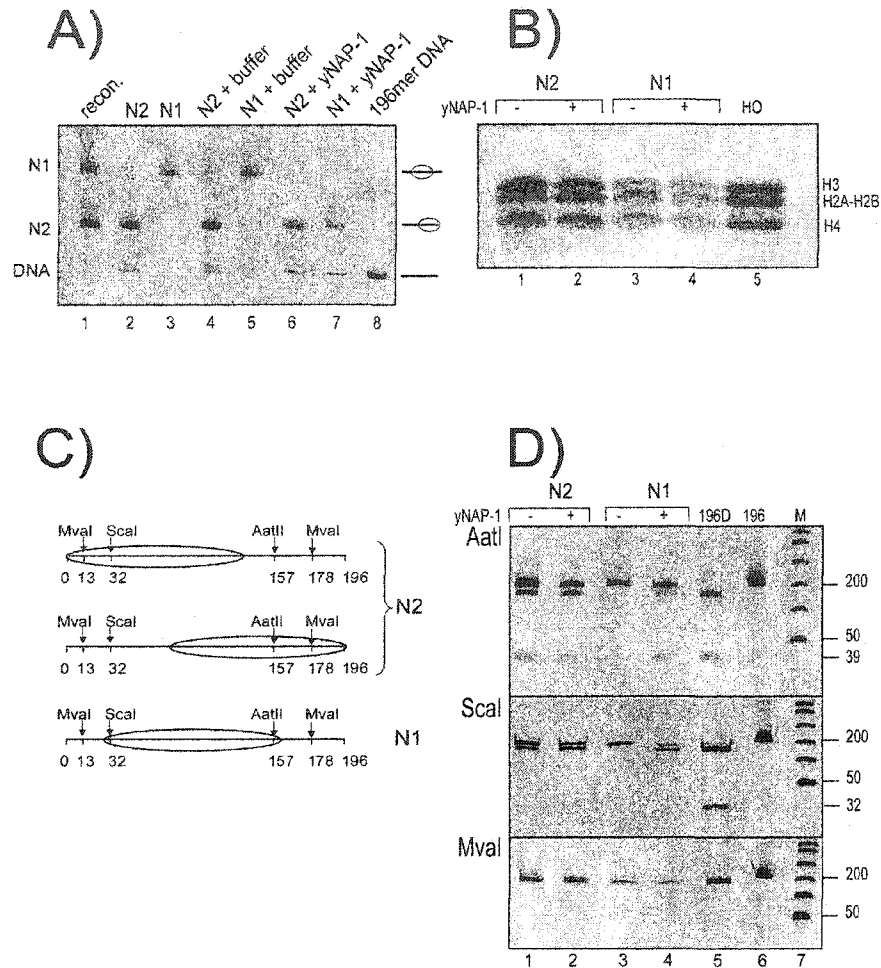 A)
recon.
N2
N1
N2 + buffer
N1 + buffer
N2 + yNAP-1
N1 + yNAP-1
196mer DNA
N1
N2
DNA
1 2 3 4 5 6 7 8
B)
N2 N1
yNAP-1 - + - + HO
H3
H2A-H2B
H4
1 2 3 4 5
C)
MvaI ScaI AatII MvaI
0 13 32 157 178 196
N2
MvaI ScaI AatII MvaI
0 13 32 157 178 196
MvaI ScaI AatII MvaI
N1
0 13 32 157 178 196
D)
N2 N1
yNAP-1 - + - + 196D 196 M
AatI
200
50
39
ScaI
200
50
32
MvaI
200
50
1 2 3 4 5 6 7